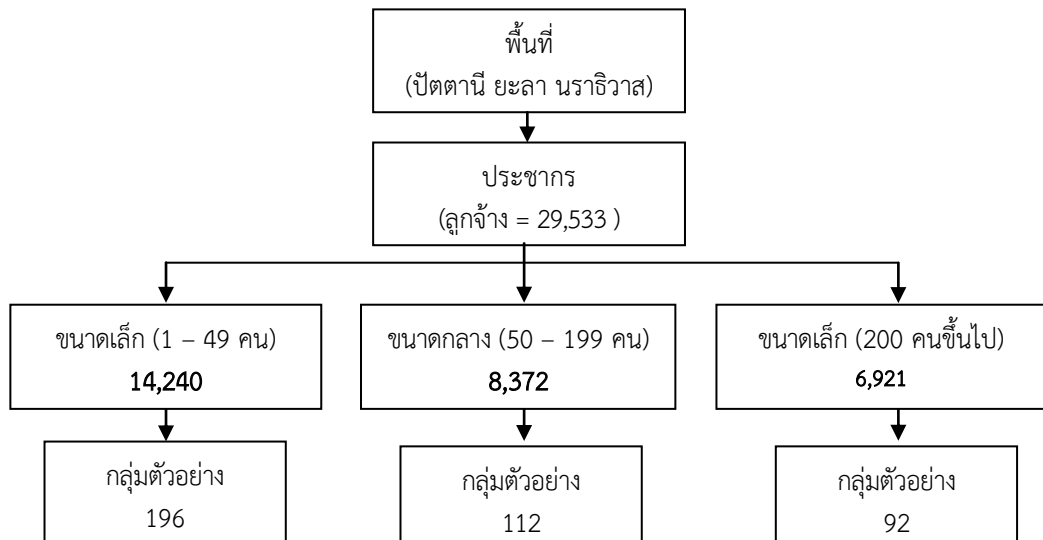 พื้นที่
(ปัตตานี ยะลา นราธิวาส)
ประชากร
(ลูกจ้าง = 29,533 )
ขนาดเล็ก (1 – 49 คน)
14,240
ขนาดกลาง (50 – 199 คน)
8,372
ขนาดเล็ก (200 คนขึ้นไป)
6,921
กลุ่มตัวอย่าง
196
กลุ่มตัวอย่าง
112
กลุ่มตัวอย่าง
92